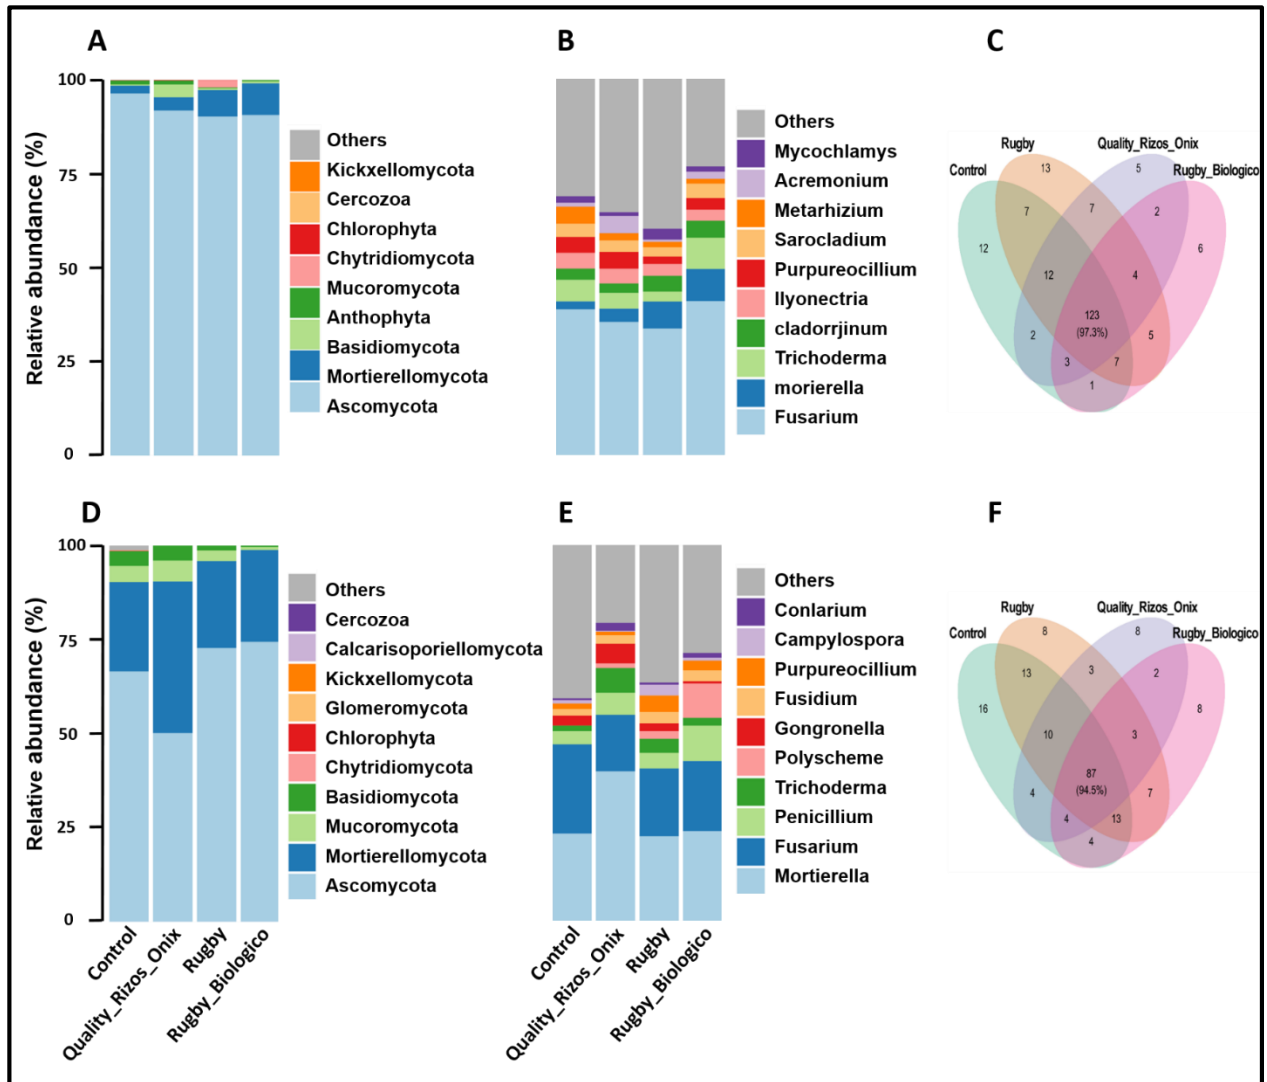 A
Relative abundance (%)
100
75
50
25
0
Others
Kickxellomycota
Cercozoa
Chlorophyta
Chytridiomycota
Mucoromycota
Anthophyta
Basidiomycota
Mortierellomycota
Ascomycota
B
Others
Mycochlamys
Acremonium
Metarhizium
Sarocladium
Purpureocillium
Ilyonectria
cladorrjinum
Trichoderma
morierella
Fusarium
C
Rugby
Quality_Rizos_Onix
Control
Rugby_Biologico
13
5
7
7
2
12
6
12
4
123
(97.3%)
2
5
3
7
1
D
Relative abundance (%)
100
75
50
25
0
Control
Quality_Rizos_Onix
Rugby
Rugby_Biologico
Others
Cercozoa
Calcarisoporiellomycota
Kickxellomycota
Glomeromycota
Chlorophyta
Chytridiomycota
Basidiomycota
Mucoromycota
Mortierellomycota
Ascomycota
E
Control
Quality_Rizos_Onix
Rugby
Rugby_Biologico
Others
Conlarium
Campylospora
Purpureocillium
Fusidium
Gongronella
Polyscheme
Trichoderma
Penicillium
Fusarium
Mortierella
F
Rugby
Quality_Rizos_Onix
Control
Rugby_Biologico
8
8
13
3
2
16
8
10
3
87
(94.5%)
4
7
4
13
4